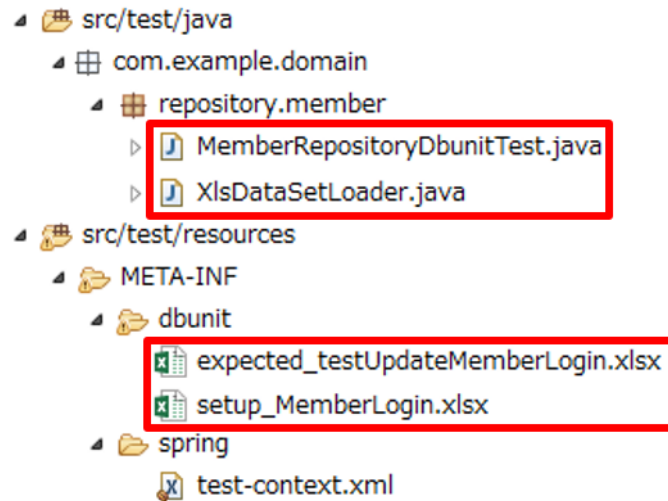 src/test/java
com.example.domain
repository.member
MemberRepositoryDbunitTest.java
XlsDataSetLoader.java
src/test/resources
META-INF
dbunit
expected_testUpdateMemberLogin.xlsx
setup_MemberLogin.xlsx
spring
test-context.xml